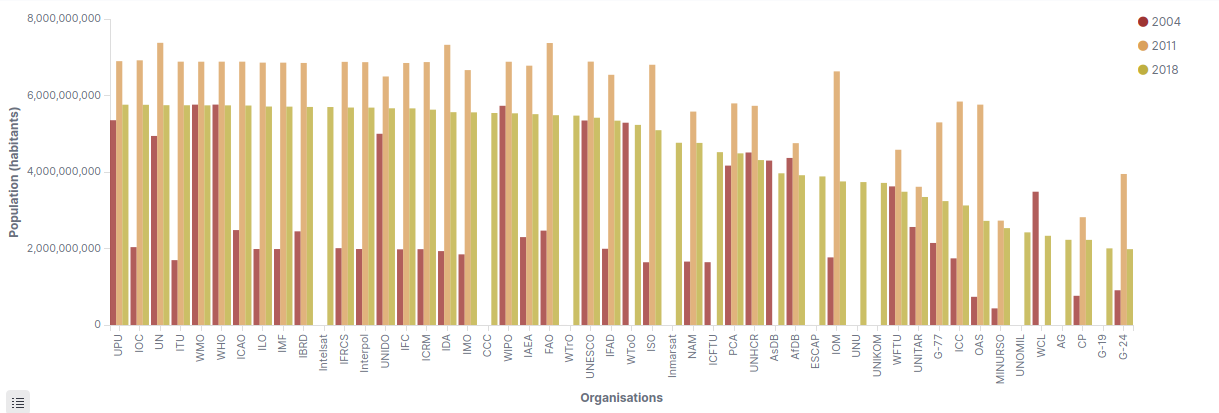 8,000,000,000
6,000,000,000
4,000,000,000
2,000,000,000
0
Population (habitants)
2004
2011
2018
UPU
IOC
UN
ITU
WMO
WHO
ICAO
ILO
IMF
IBRD
Intelsat
IFRCS
Interpol
UNIDO
IFC
ICRM
IDA
IMO
CCC
WIPO
IAEA
FAO
WTrO
UNESCO
IFAD
WToO
ISO
Inmarsat
NAM
ICFTU
PCA
UNHCR
AsDB
AfDB
ESCAP
IOM
UNU
UNIKOM
WFTU
UNITAR
G-77
ICC
OAS
MINURSO
UNOMIL
WCL
AG
CP
G-19
G-24
Organisations